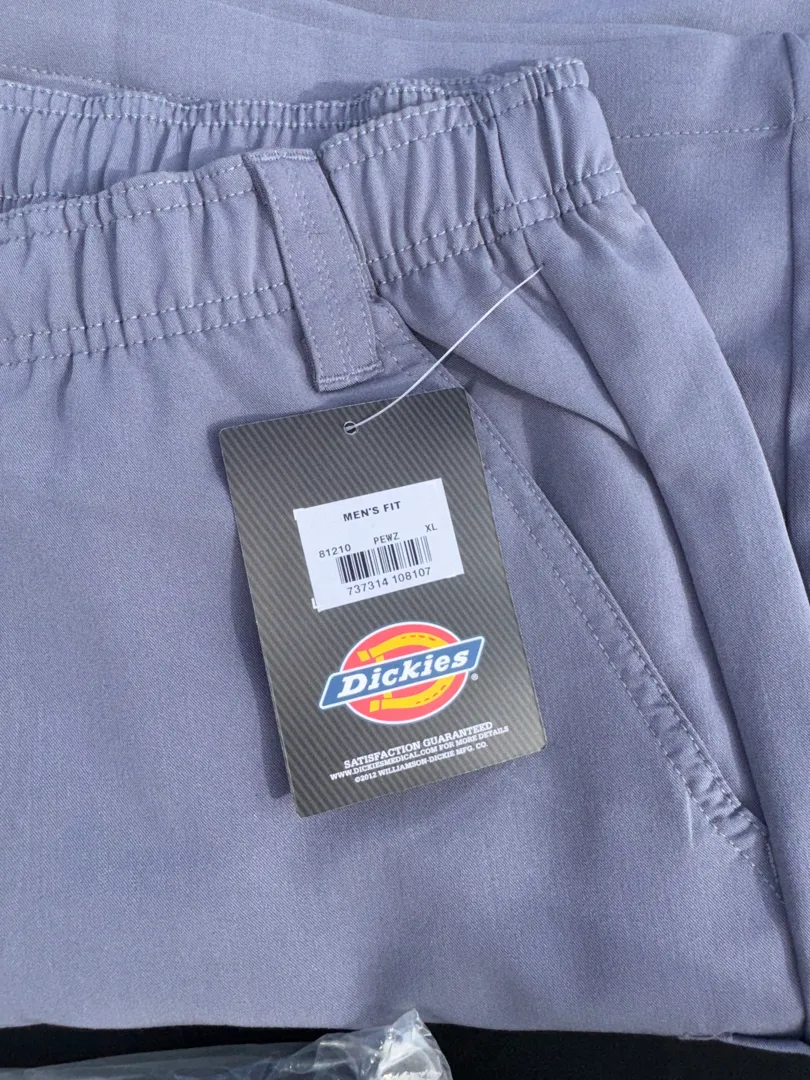 MEN'S FIT
81210 PEWZ XL
737314 108107
Dickies®
SATISFACTION GUARANTEED
WWW.DICKIESMEDICAL.COM FOR MORE DETAILS
©2012 WILLIAMSON-DICKIE MFG. CO.